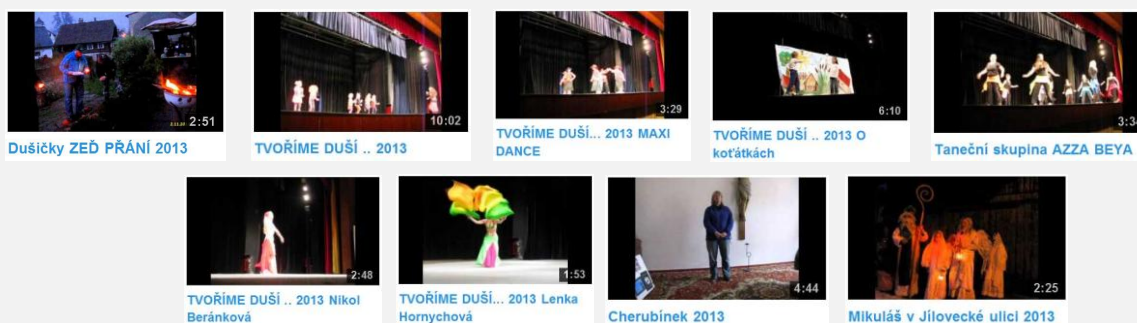 2:51
10:02
3:29
6:10
Dušičky ZEĎ PŘÁNÍ 2013
TVOŘÍME DUŠÍ .. 2013
TVOŘÍME DUŠÍ... 2013 MAXI
DANCE
TVOŘÍME DUŠÍ .. 2013 O
koťátkách
Taneční skupina AZZA BEYA
2:48
1:53
4:44
2:25
TVOŘÍME DUŠÍ .. 2013 Nikol
Beránková
TVOŘÍME DUŠÍ... 2013 Lenka
Hornychová
Cherubínek 2013
Mikuláš v Jílovecké ulici 2013